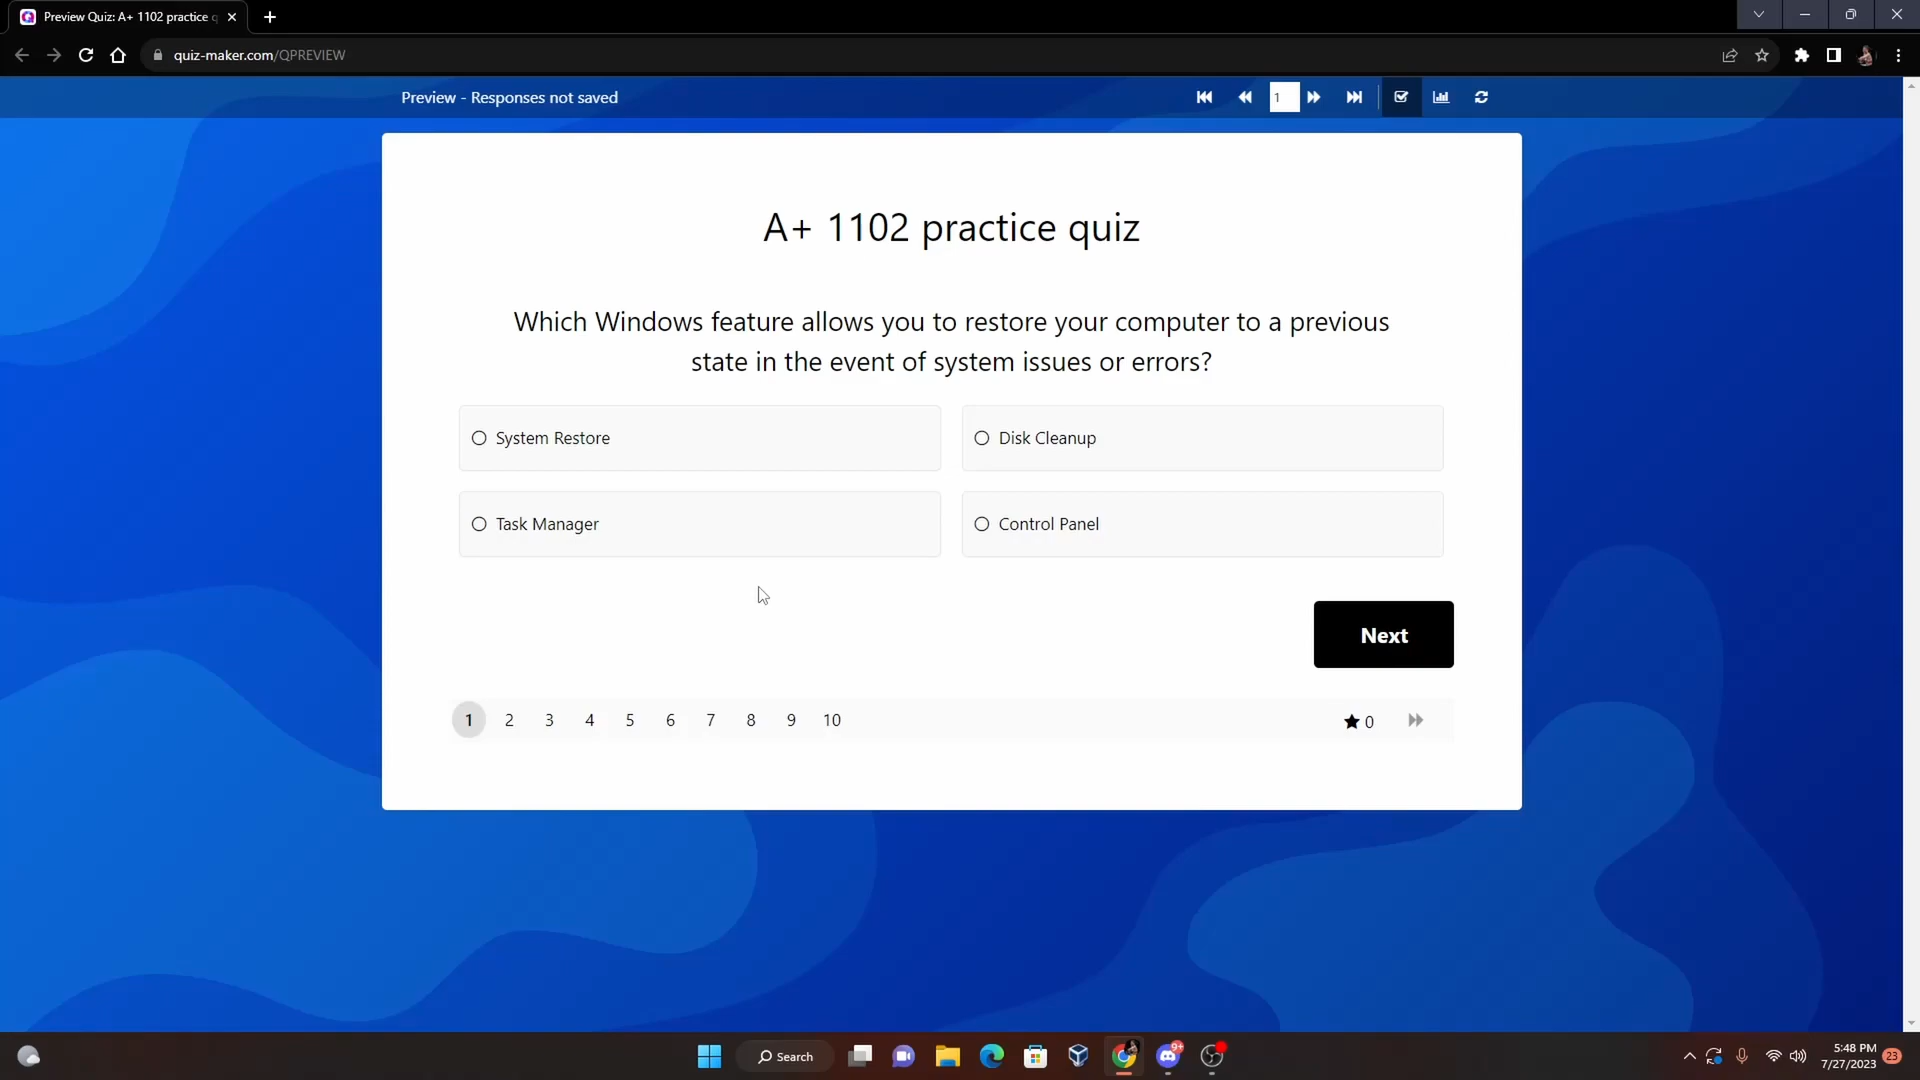 Preview Quiz: A+ 1102 practice q
quiz-maker.com/QPREVIEW
Preview - Responses not saved
1
A+ 1102 practice quiz
Which Windows feature allows you to restore your computer to a previous
state in the event of system issues or errors?
System Restore
Disk Cleanup
Task Manager
Control Panel
Next
1 2 3 4 5 6 7 8 9 10
0
Search
9+
5:48 PM
7/27/2023
23